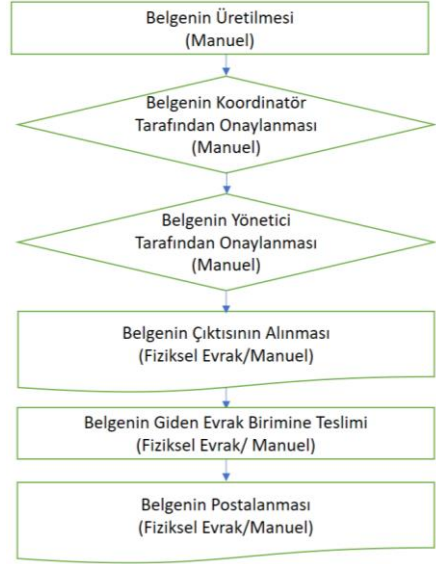 Belgenin Üretilmesi
(Manuel)
Belgenin Koordinatör
Tarafından Onaylanması
(Manuel)
Belgenin Yönetici
Tarafından Onaylanması
(Manuel)
Belgenin Çıktısının Alınması
(Fiziksel Evrak/Manuel)
Belgenin Giden Evrak Birimine Teslimi
(Fiziksel Evrak/ Manuel)
Belgenin Postalanması
(Fiziksel Evrak/Manuel)